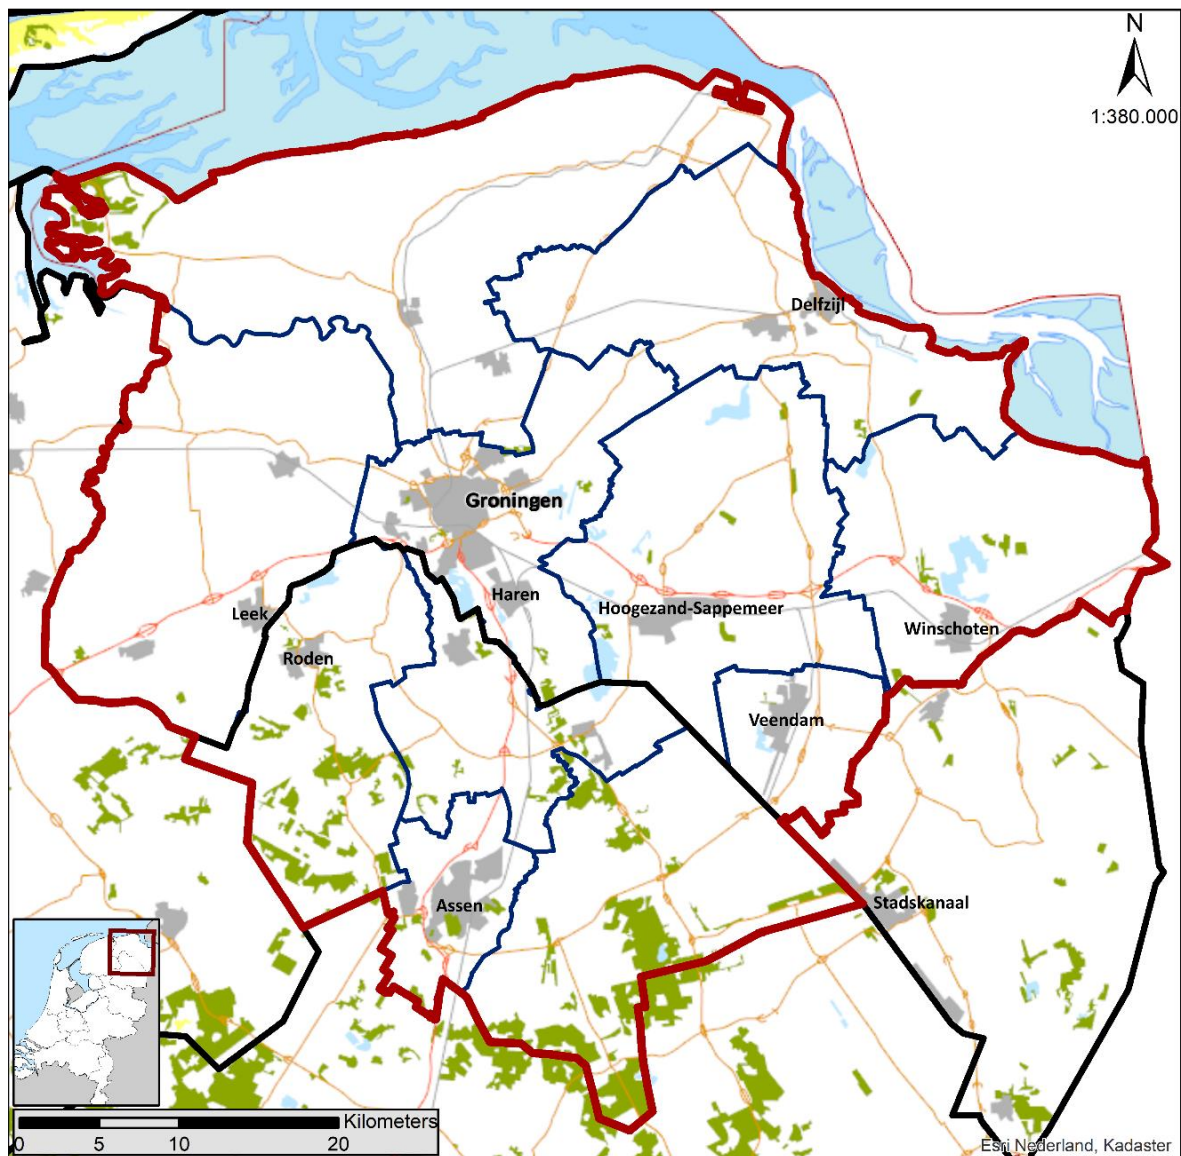 N
1:380.000
Delfzijl
Groningen
Haren
Hoogezand-Sappemeer
Leek
Winschoten
Roden
Veendam
Assen
Stadskanaal
Kilometers
0 5 10 20
Esri Nederland, Kadaster